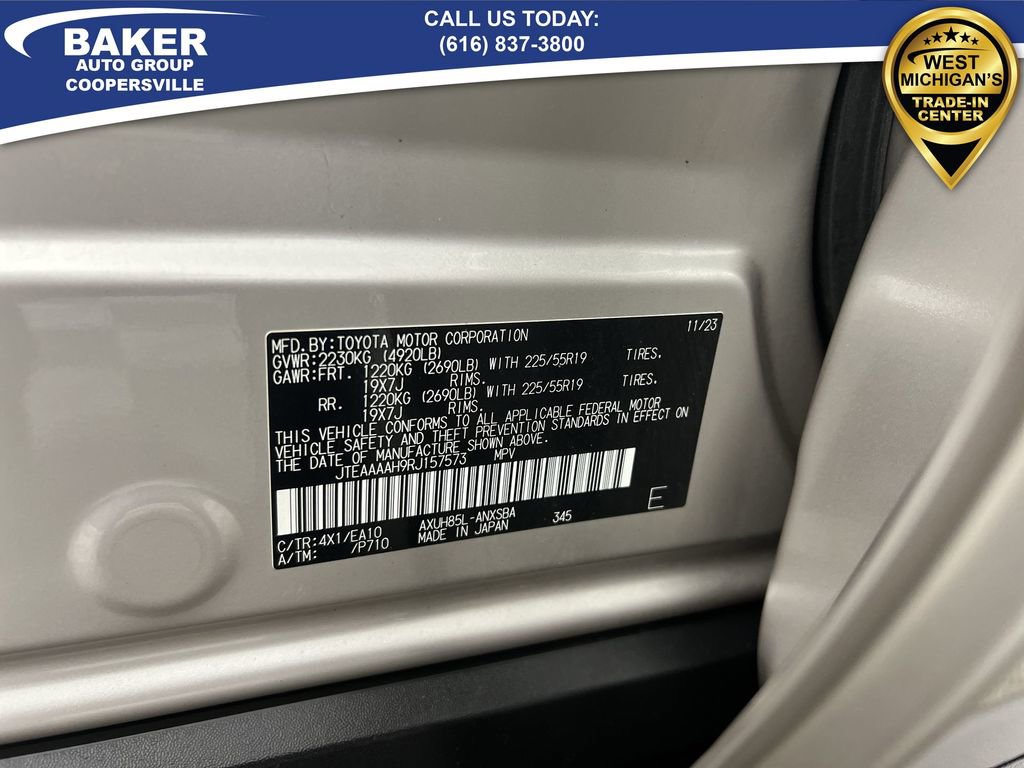 BAKER
AUTO GROUP
COOPERSVILLE
CALL US TODAY:
(616) 837-3800
WEST
MICHIGAN'S
TRADE-IN
CENTER
MFD.BY:TOYOTA MOTOR CORPORATION 11/23
GVWR:2230KG (4920LB)
GAWR:FRT. 1220KG (2690LB) WITH 225/55R19 TIRES.
19X7J RIMS.
RR. 1220KG (2690LB) WITH 225/55R19 TIRES.
19X7J RIMS.
THIS VEHICLE CONFORMS TO ALL APPLICABLE FEDERAL MOTOR
VEHICLE SAFETY AND THEFT PREVENTION STANDARDS IN EFFECT ON
THE DATE OF MANUFACTURE SHOWN ABOVE.
JTEAAAAH9RJ157573 MPV
C/TR:4X1/EA10 AXUH85L-ANXSBA 345 E
A/TM: /P710 MADE IN JAPAN